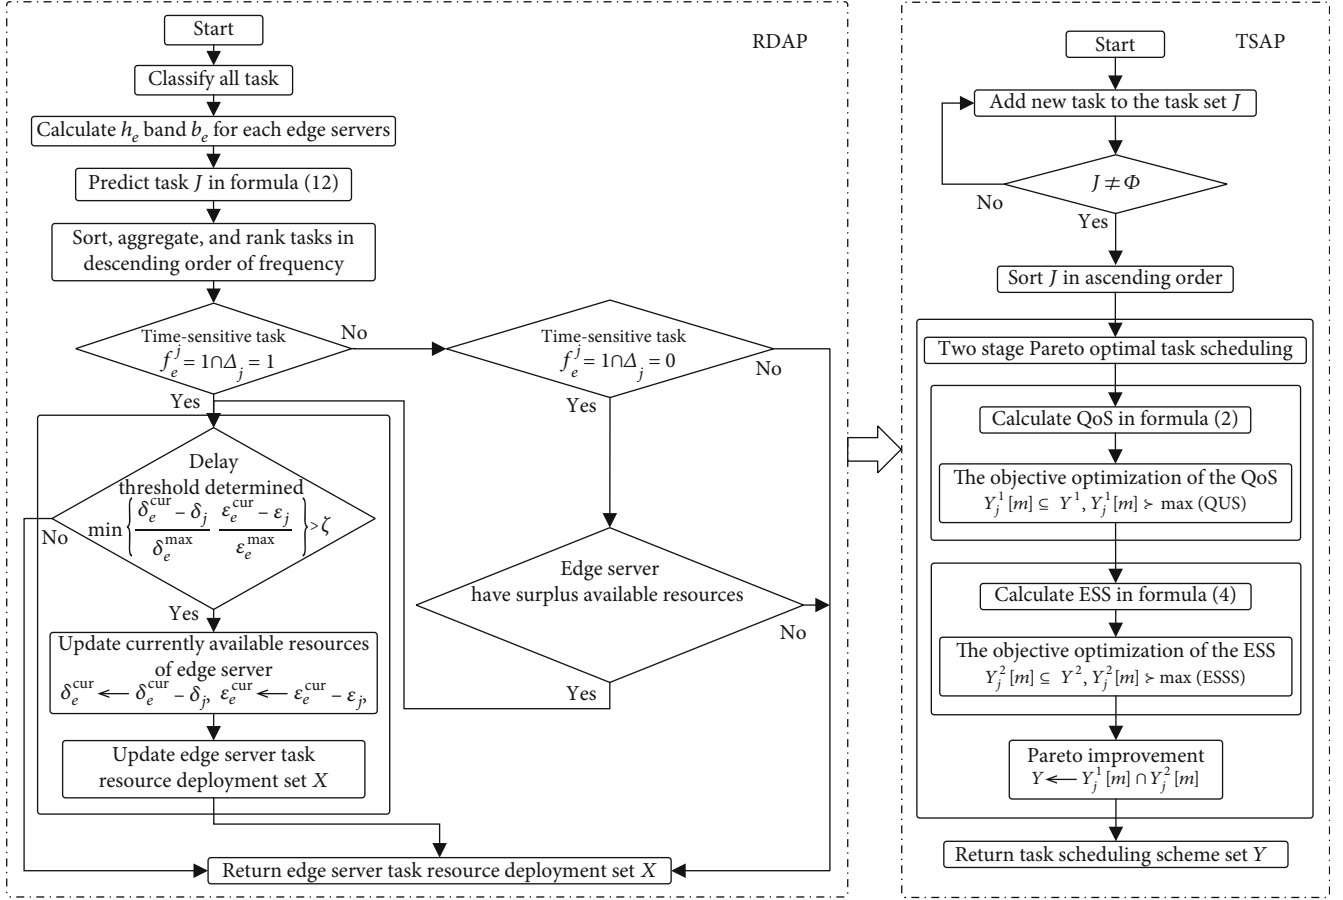 RDAP
Start
Classify all task
Calculate h_e band b_e for each edge servers
Predict task J in formula (12)
Sort, aggregate, and rank tasks in
descending order of frequency
Time-sensitive task
f_e^j = 1∩Δ_j = 1
No
Yes
Time-sensitive task
f_e^j = 1∩Δ_j = 0
No
Yes
Delay
threshold determined
min{(δ_e^cur – δ_j)/δ_e^max (ε_e^cur – ε_j)/ε_e^max} > ζ
No
Yes
Edge server
have surplus available resources
No
Yes
Update currently available resources
of edge server
δ_e^cur ← δ_e^cur – δ_j, ε_e^cur ← ε_e^cur – ε_j,
Update edge server task
resource deployment set X
Return edge server task resource deployment set X
TSAP
Start
Add new task to the task set J
J ≠ Φ
No
Yes
Sort J in ascending order
Two stage Pareto optimal task scheduling
Calculate QoS in formula (2)
The objective optimization of the QoS
Y_j^1 [m] ⊆ Y^1, Y_j^1 [m] ≻ max (QUS)
Calculate ESS in formula (4)
The objective optimization of the ESS
Y_j^2 [m] ⊆ Y^2, Y_j^2 [m] ≻ max (ESSS)
Pareto improvement
Y ← Y_j^1 [m] ∩ Y_j^2 [m]
Return task scheduling scheme set Y